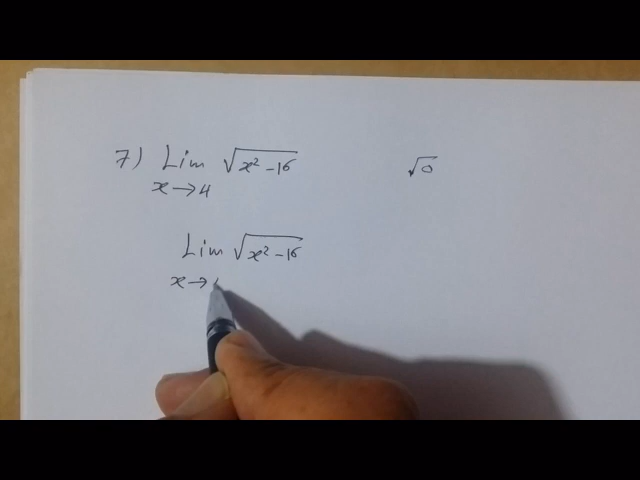 7) Lim √(x² - 16) √0
x → 4
Lim √(x² - 16)
x →